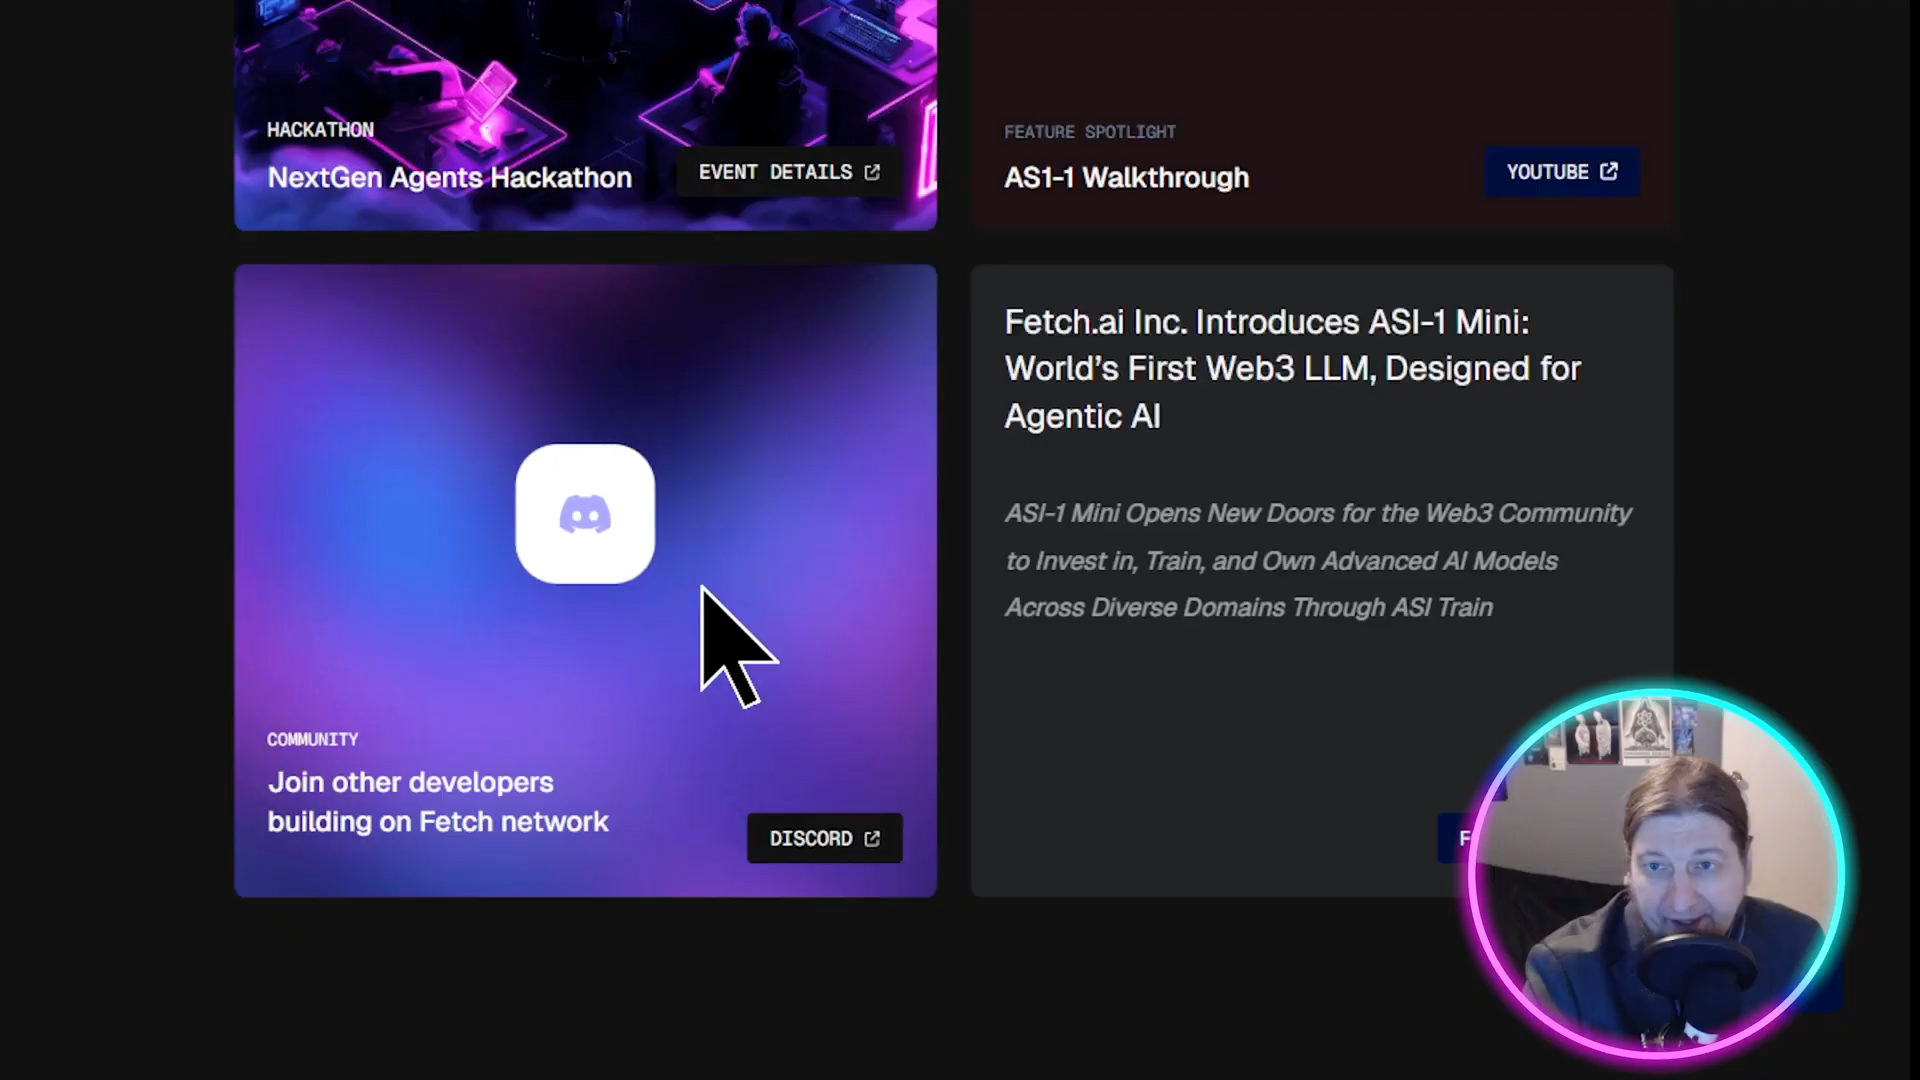 HACKATHON
NextGen Agents Hackathon
EVENT DETAILS
FEATURE SPOTLIGHT
AS1-1 Walkthrough
YOUTUBE
COMMUNITY
Join other developers
building on Fetch network
DISCORD
Fetch.ai Inc. Introduces ASI-1 Mini:
World’s First Web3 LLM, Designed for
Agentic AI
ASI-1 Mini Opens New Doors for the Web3 Community
to Invest in, Train, and Own Advanced AI Models
Across Diverse Domains Through ASI Train